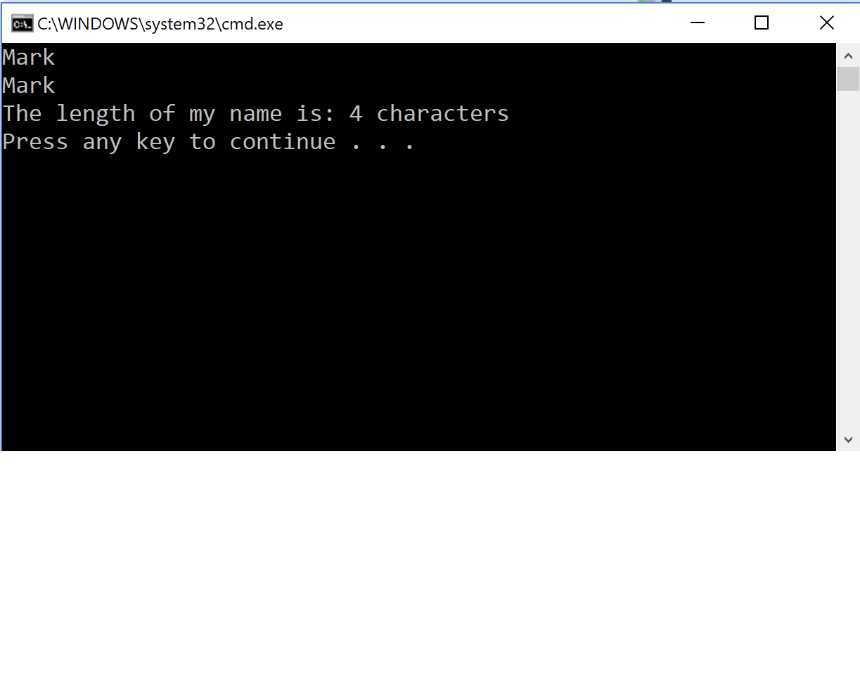 C:\WINDOWS\system32\cmd.exe
Mark
Mark
The length of my name is: 4 characters
Press any key to continue . . .